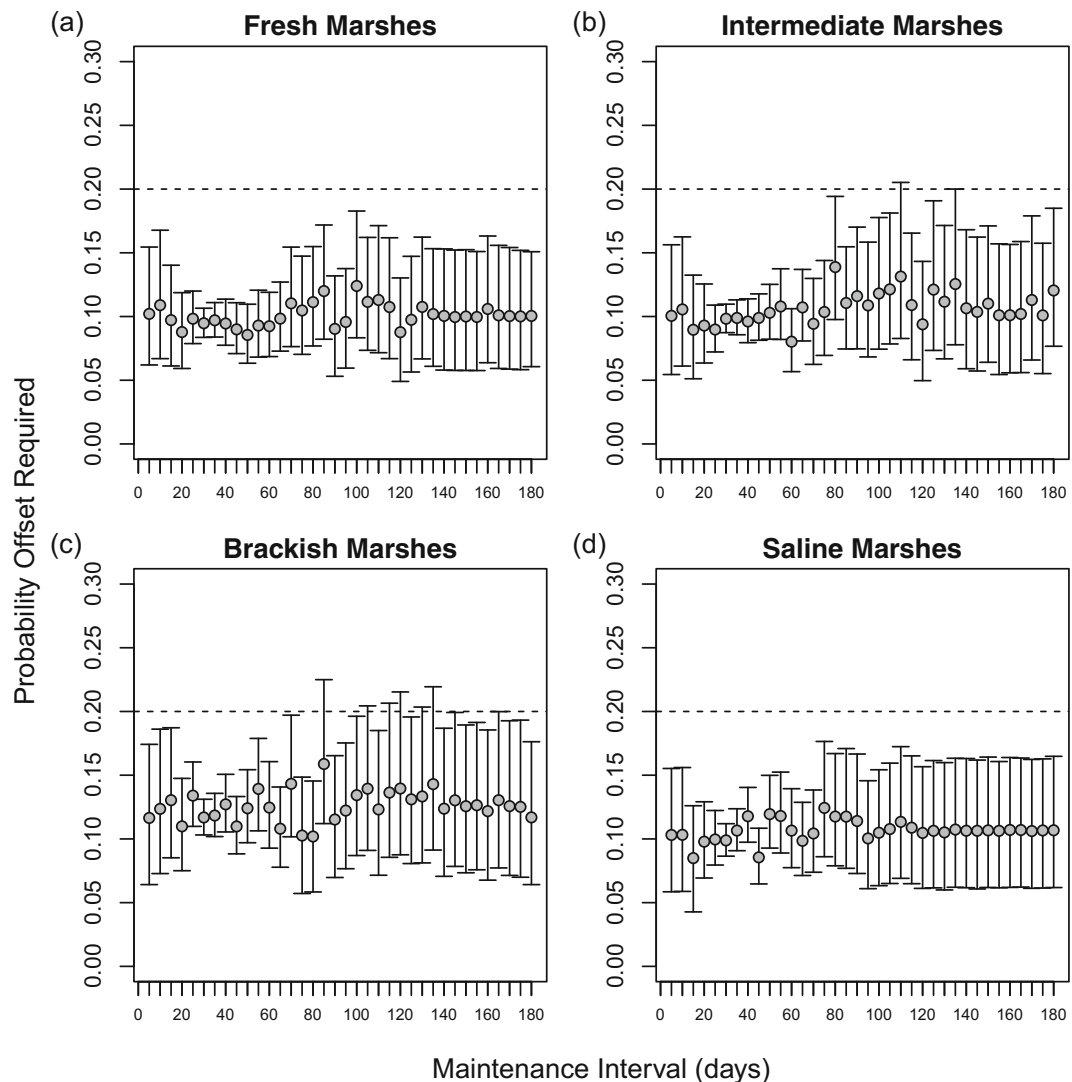 (a) Fresh Marshes
(b) Intermediate Marshes
0.00 0.05 0.10 0.15 0.20 0.25 0.30
0.00 0.05 0.10 0.15 0.20 0.25 0.30
0 20 40 60 80 100 120 140 160 180
0 20 40 60 80 100 120 140 160 180
Probability Offset Required
(c) Brackish Marshes
(d) Saline Marshes
0.00 0.05 0.10 0.15 0.20 0.25 0.30
0.00 0.05 0.10 0.15 0.20 0.25 0.30
0 20 40 60 80 100 120 140 160 180
0 20 40 60 80 100 120 140 160 180
Maintenance Interval (days)